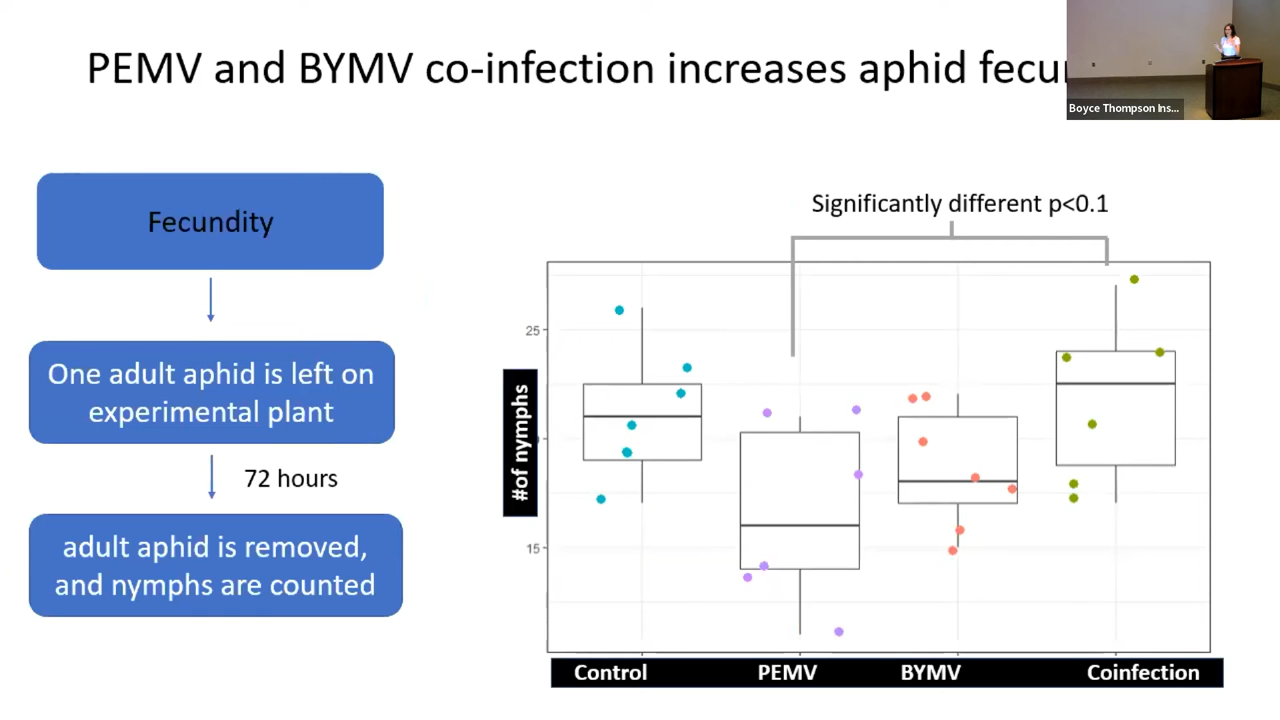 PEMV and BYMV co-infection increases aphid fecu
Boyce Thompson Ins...
Fecundity
One adult aphid is left on
experimental plant
72 hours
adult aphid is removed,
and nymphs are counted
Significantly different p<0.1
25
15
#of nymphs
Control PEMV BYMV Coinfection